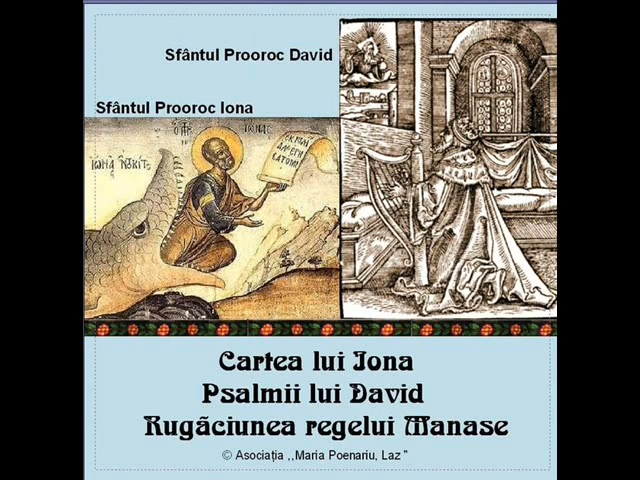 Sfântul Prooroc David
Sfântul Prooroc Iona
Cartea lui Iona
Psalmii lui David
Rugăciunea regelui Manase
© Asociația ,,Maria Poenariu, Laz "